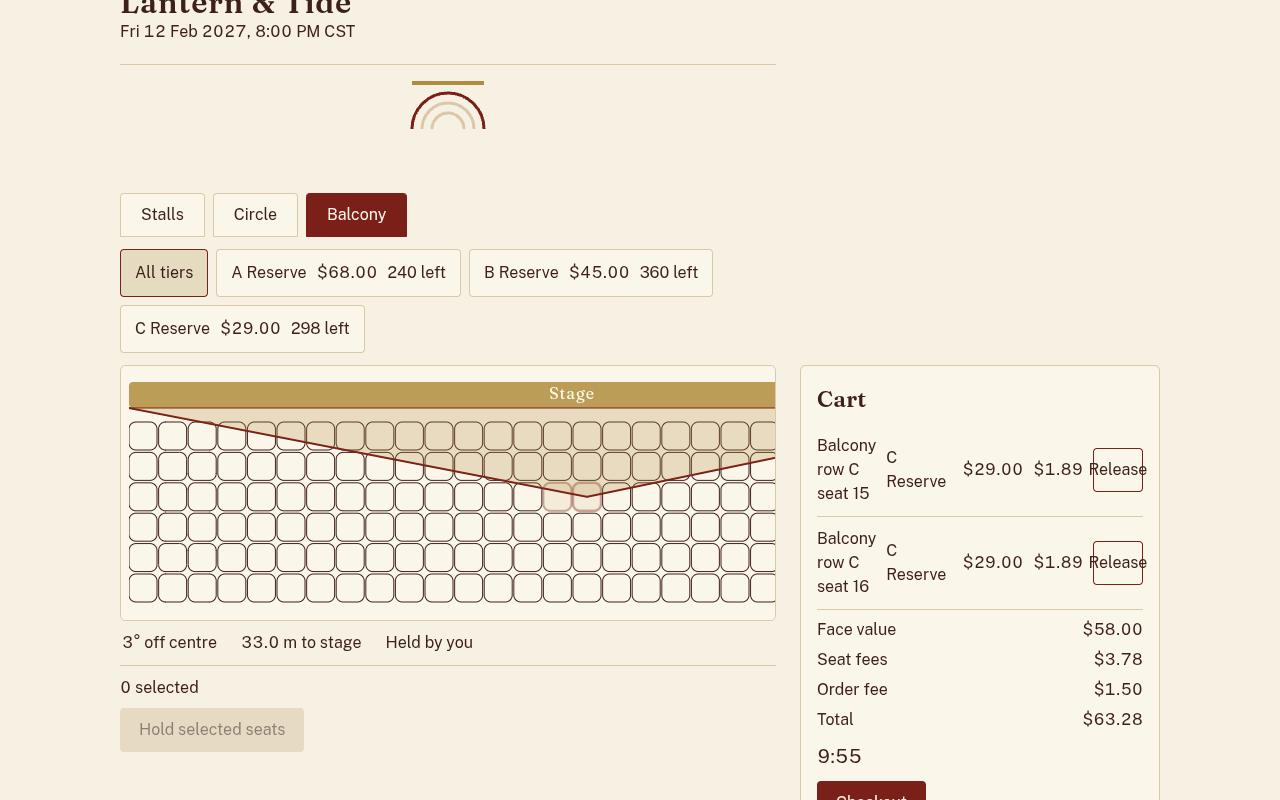 Lantern & Tide
Fri 12 Feb 2027, 8:00 PM CST
Stalls
Circle
Balcony
All tiers
A Reserve $68.00 240 left
B Reserve $45.00 360 left
C Reserve $29.00 298 left
Stage
3° off centre
33.0 m to stage
Held by you
0 selected
Hold selected seats
Cart
Balcony
row C
seat 15
C
Reserve
$29.00
$1.89
Release
Balcony
row C
seat 16
C
Reserve
$29.00
$1.89
Release
Face value $58.00
Seat fees $3.78
Order fee $1.50
Total $63.28
9:55
Checkout